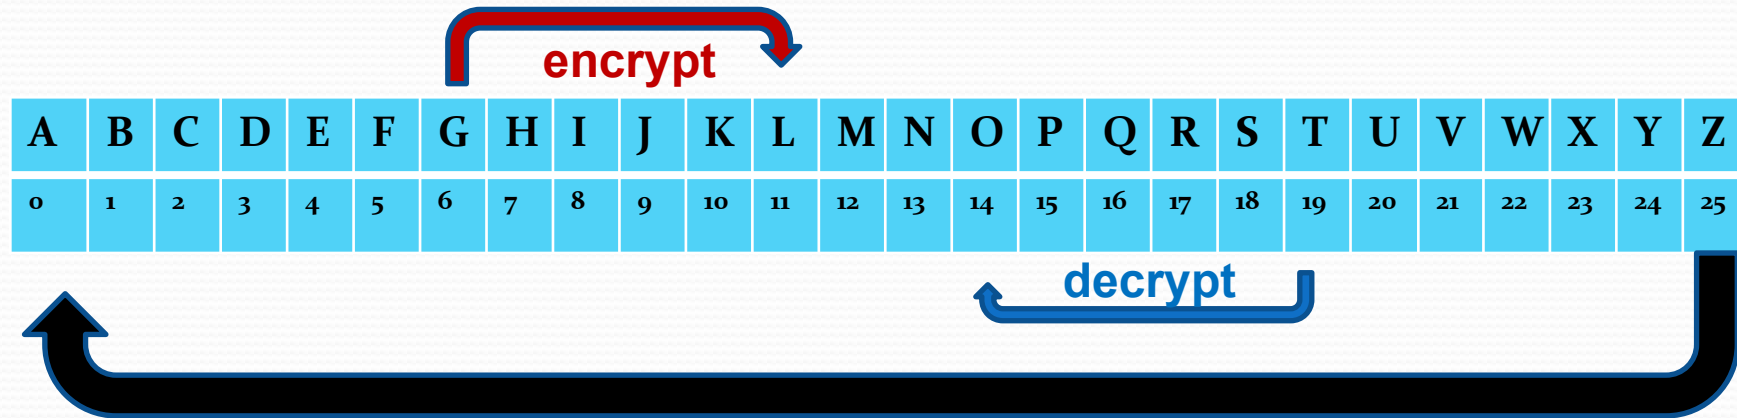 encrypt
A B C D E F G H I J K L M N O P Q R S T U V W X Y Z
0 1 2 3 4 5 6 7 8 9 10 11 12 13 14 15 16 17 18 19 20 21 22 23 24 25
decrypt